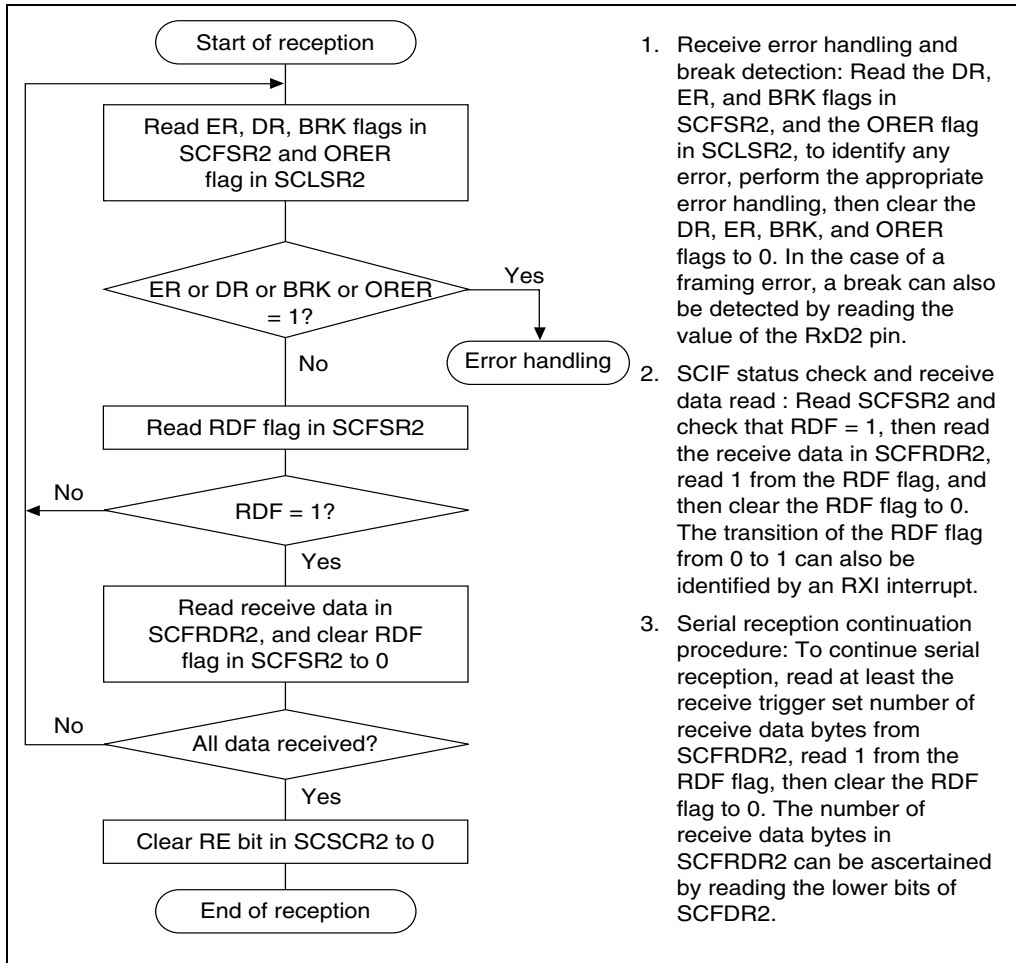 Start of reception
Read ER, DR, BRK flags in
SCFSR2 and ORER
flag in SCLSR2
ER or DR or BRK or ORER
= 1?
Yes
Error handling
No
Read RDF flag in SCFSR2
No
RDF = 1?
Yes
Read receive data in
SCFRDR2, and clear RDF
flag in SCFSR2 to 0
No
All data received?
Yes
Clear RE bit in SCSCR2 to 0
End of reception
1. Receive error handling and
break detection: Read the DR,
ER, and BRK flags in
SCFSR2, and the ORER flag
in SCLSR2, to identify any
error, perform the appropriate
error handling, then clear the
DR, ER, BRK, and ORER
flags to 0. In the case of a
framing error, a break can also
be detected by reading the
value of the RxD2 pin.
2. SCIF status check and receive
data read : Read SCFSR2 and
check that RDF = 1, then read
the receive data in SCFRDR2,
read 1 from the RDF flag, and
then clear the RDF flag to 0.
The transition of the RDF flag
from 0 to 1 can also be
identified by an RXI interrupt.
3. Serial reception continuation
procedure: To continue serial
reception, read at least the
receive trigger set number of
receive data bytes from
SCFRDR2, read 1 from the
RDF flag, then clear the RDF
flag to 0. The number of
receive data bytes in
SCFRDR2 can be ascertained
by reading the lower bits of
SCFDR2.